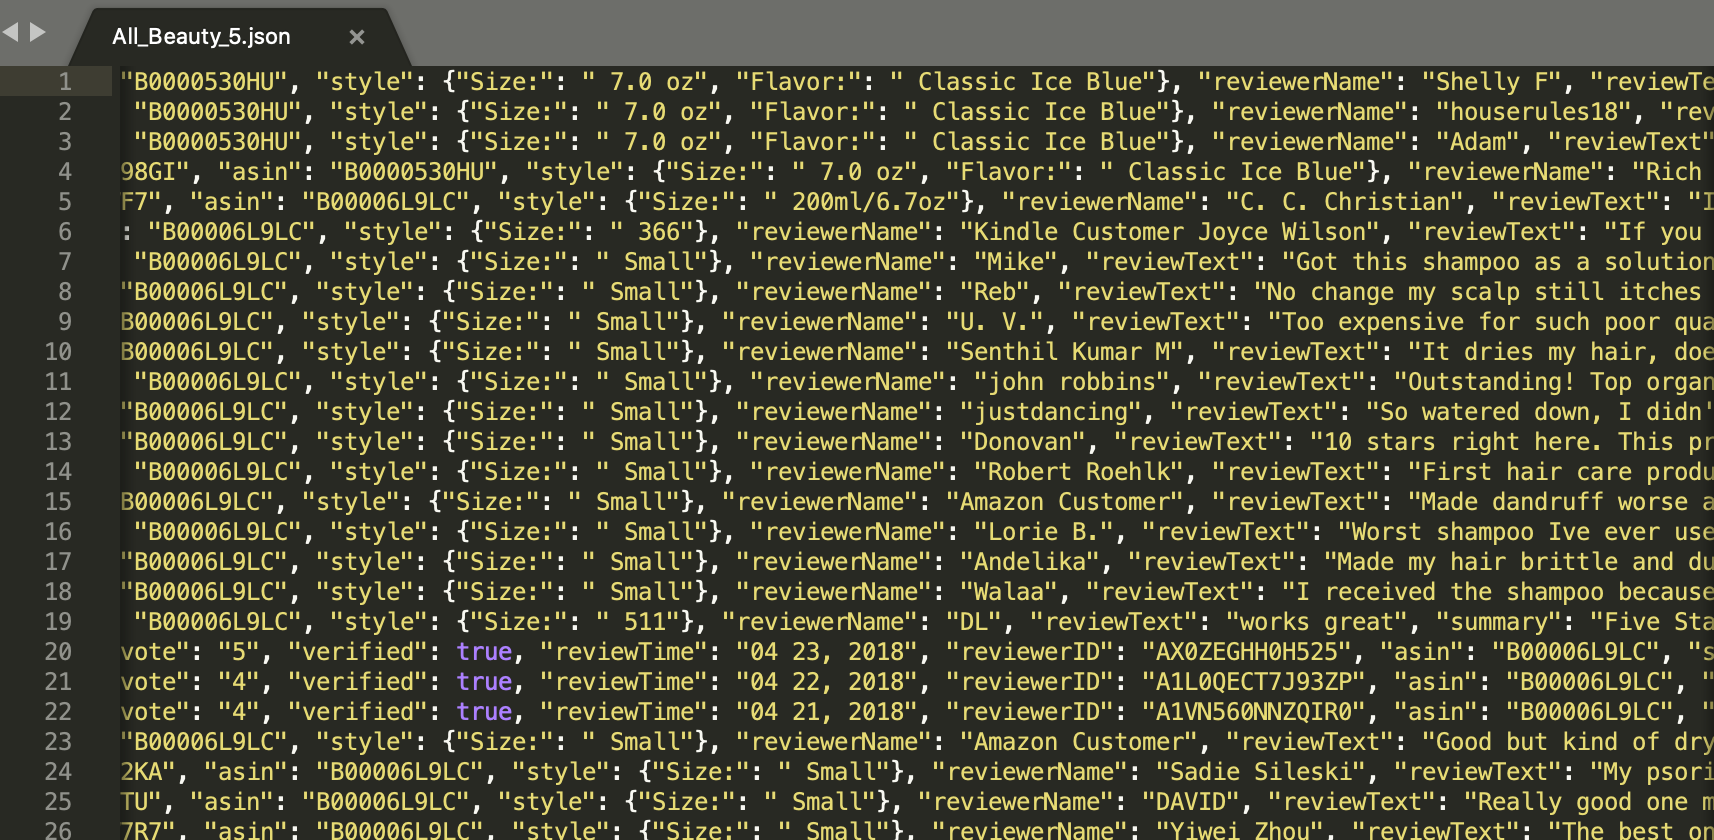 All_Beauty_5.json ×
1 "B0000530HU", "style": {"Size:": " 7.0 oz", "Flavor:": " Classic Ice Blue"}, "reviewerName": "Shelly F", "reviewTe
2 "B0000530HU", "style": {"Size:": " 7.0 oz", "Flavor:": " Classic Ice Blue"}, "reviewerName": "houserules18", "rev
3 "B0000530HU", "style": {"Size:": " 7.0 oz", "Flavor:": " Classic Ice Blue"}, "reviewerName": "Adam", "reviewText"
4 98GI", "asin": "B0000530HU", "style": {"Size:": " 7.0 oz", "Flavor:": " Classic Ice Blue"}, "reviewerName": "Rich
5 F7", "asin": "B00006L9LC", "style": {"Size:": " 200ml/6.7oz"}, "reviewerName": "C. C. Christian", "reviewText": "I
6 : "B00006L9LC", "style": {"Size:": " 366"}, "reviewerName": "Kindle Customer Joyce Wilson", "reviewText": "If you
7 "B00006L9LC", "style": {"Size:": " Small"}, "reviewerName": "Mike", "reviewText": "Got this shampoo as a solution
8 "B00006L9LC", "style": {"Size:": " Small"}, "reviewerName": "Reb", "reviewText": "No change my scalp still itches
9 B00006L9LC", "style": {"Size:": " Small"}, "reviewerName": "U. V.", "reviewText": "Too expensive for such poor qua
10 B00006L9LC", "style": {"Size:": " Small"}, "reviewerName": "Senthil Kumar M", "reviewText": "It dries my hair, doe
11 "B00006L9LC", "style": {"Size:": " Small"}, "reviewerName": "john robbins", "reviewText": "Outstanding! Top organ
12 "B00006L9LC", "style": {"Size:": " Small"}, "reviewerName": "justdancing", "reviewText": "So watered down, I didn'
13 "B00006L9LC", "style": {"Size:": " Small"}, "reviewerName": "Donovan", "reviewText": "10 stars right here. This pr
14 "B00006L9LC", "style": {"Size:": " Small"}, "reviewerName": "Robert Roehlk", "reviewText": "First hair care produ
15 B00006L9LC", "style": {"Size:": " Small"}, "reviewerName": "Amazon Customer", "reviewText": "Made dandruff worse a
16 "B00006L9LC", "style": {"Size:": " Small"}, "reviewerName": "Lorie B.", "reviewText": "Worst shampoo Ive ever use
17 "B00006L9LC", "style": {"Size:": " Small"}, "reviewerName": "Andelika", "reviewText": "Made my hair brittle and du
18 "B00006L9LC", "style": {"Size:": " Small"}, "reviewerName": "Walaa", "reviewText": "I received the shampoo because
19 "B00006L9LC", "style": {"Size:": " 511"}, "reviewerName": "DL", "reviewText": "works great", "summary": "Five Sta
20 vote": "5", "verified": true, "reviewTime": "04 23, 2018", "reviewerID": "AX0ZEGHH0H525", "asin": "B00006L9LC", "s
21 vote": "4", "verified": true, "reviewTime": "04 22, 2018", "reviewerID": "A1L0QECT7J93ZP", "asin": "B00006L9LC", "
22 vote": "4", "verified": true, "reviewTime": "04 21, 2018", "reviewerID": "A1VN560NNZQIR0", "asin": "B00006L9LC", "
23 "B00006L9LC", "style": {"Size:": " Small"}, "reviewerName": "Amazon Customer", "reviewText": "Good but kind of dry
24 2KA", "asin": "B00006L9LC", "style": {"Size:": " Small"}, "reviewerName": "Sadie Sileski", "reviewText": "My psori
25 TU", "asin": "B00006L9LC", "style": {"Size:": " Small"}, "reviewerName": "DAVID", "reviewText": "Really good one m
26 7R7", "asin": "B00006L9LC", "style": {"Size:": " Small"}, "reviewerName": "Yiwei Zhou", "reviewText": "The best on